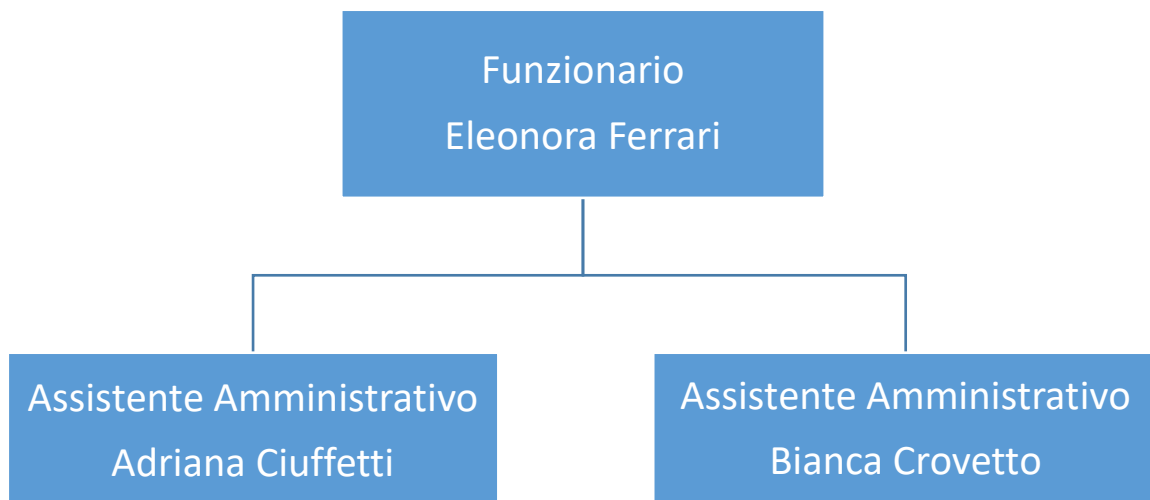 Funzionario
Eleonora Ferrari
Assistente Amministrativo
Adriana Ciuffetti
Assistente Amministrativo
Bianca Crovetto